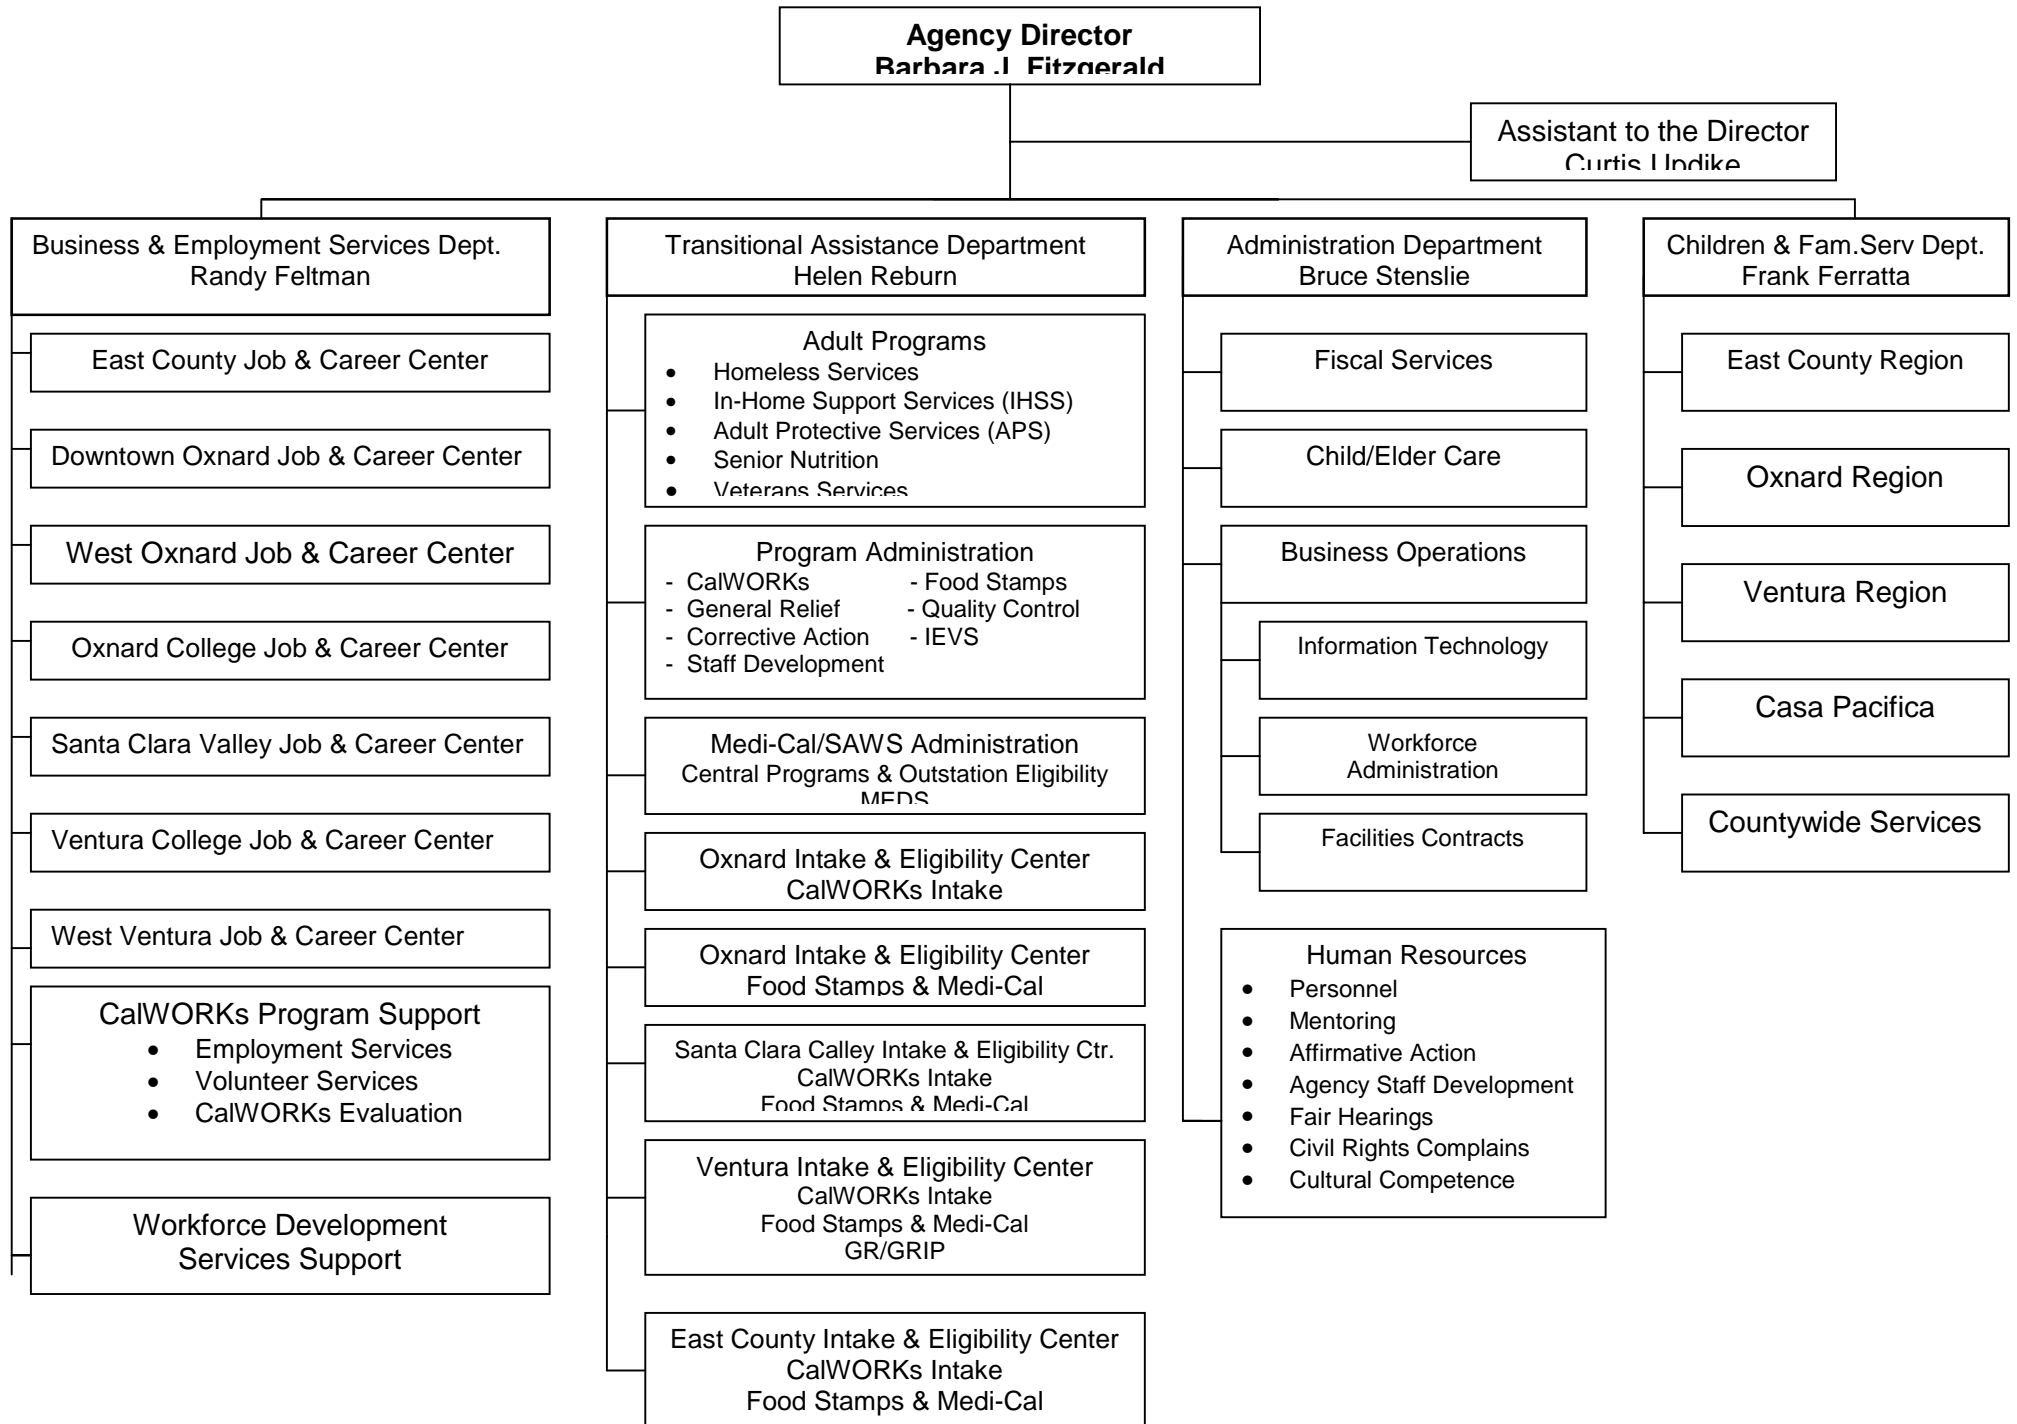 Agency Director
Barbara J. Fitzgerald
Assistant to the Director
Curtis Updike
Business & Employment Services Dept.
Randy Feltman
East County Job & Career Center
Downtown Oxnard Job & Career Center
West Oxnard Job & Career Center
Oxnard College Job & Career Center
Santa Clara Valley Job & Career Center
Ventura College Job & Career Center
West Ventura Job & Career Center
CalWORKs Program Support
• Employment Services
• Volunteer Services
• CalWORKs Evaluation
Workforce Development
Services Support
Transitional Assistance Department
Helen Reburn
Adult Programs
• Homeless Services
• In-Home Support Services (IHSS)
• Adult Protective Services (APS)
• Senior Nutrition
• Veterans Services
Program Administration
- CalWORKs - Food Stamps
- General Relief - Quality Control
- Corrective Action - IEVS
- Staff Development
Medi-Cal/SAWS Administration
Central Programs & Outstation Eligibility
MEDS
Oxnard Intake & Eligibility Center
CalWORKs Intake
Oxnard Intake & Eligibility Center
Food Stamps & Medi-Cal
Santa Clara Calley Intake & Eligibility Ctr.
CalWORKs Intake
Food Stamps & Medi-Cal
Ventura Intake & Eligibility Center
CalWORKs Intake
Food Stamps & Medi-Cal
GR/GRIP
East County Intake & Eligibility Center
CalWORKs Intake
Food Stamps & Medi-Cal
Administration Department
Bruce Stenslie
Fiscal Services
Child/Elder Care
Business Operations
Information Technology
Workforce
Administration
Facilities Contracts
Human Resources
• Personnel
• Mentoring
• Affirmative Action
• Agency Staff Development
• Fair Hearings
• Civil Rights Complains
• Cultural Competence
Children & Fam.Serv Dept.
Frank Ferratta
East County Region
Oxnard Region
Ventura Region
Casa Pacifica
Countywide Services